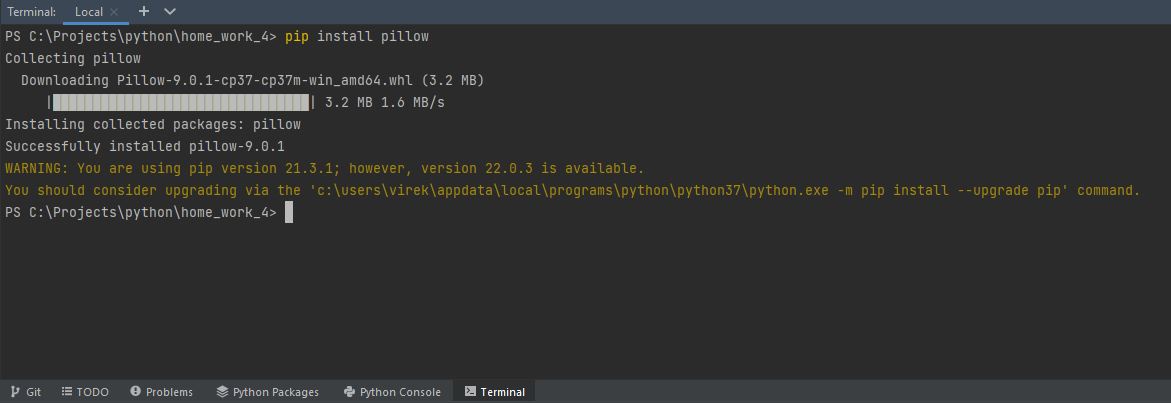 Terminal: Local × + ∨
PS C:\Projects\python\home_work_4> pip install pillow
Collecting pillow
  Downloading Pillow-9.0.1-cp37-cp37m-win_amd64.whl (3.2 MB)
     |████████████████████████████████| 3.2 MB 1.6 MB/s
Installing collected packages: pillow
Successfully installed pillow-9.0.1
WARNING: You are using pip version 21.3.1; however, version 22.0.3 is available.
You should consider upgrading via the 'c:\users\virek\appdata\local\programs\python\python37\python.exe -m pip install --upgrade pip' command.
PS C:\Projects\python\home_work_4>
Git TODO Problems Python Packages Python Console Terminal